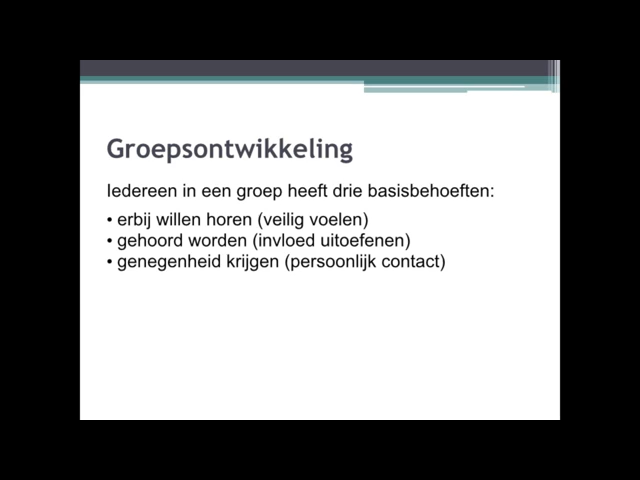 Groepsontwikkeling
Iedereen in een groep heeft drie basisbehoeften:
• erbij willen horen (veilig voelen)
• gehoord worden (invloed uitoefenen)
• genegenheid krijgen (persoonlijk contact)